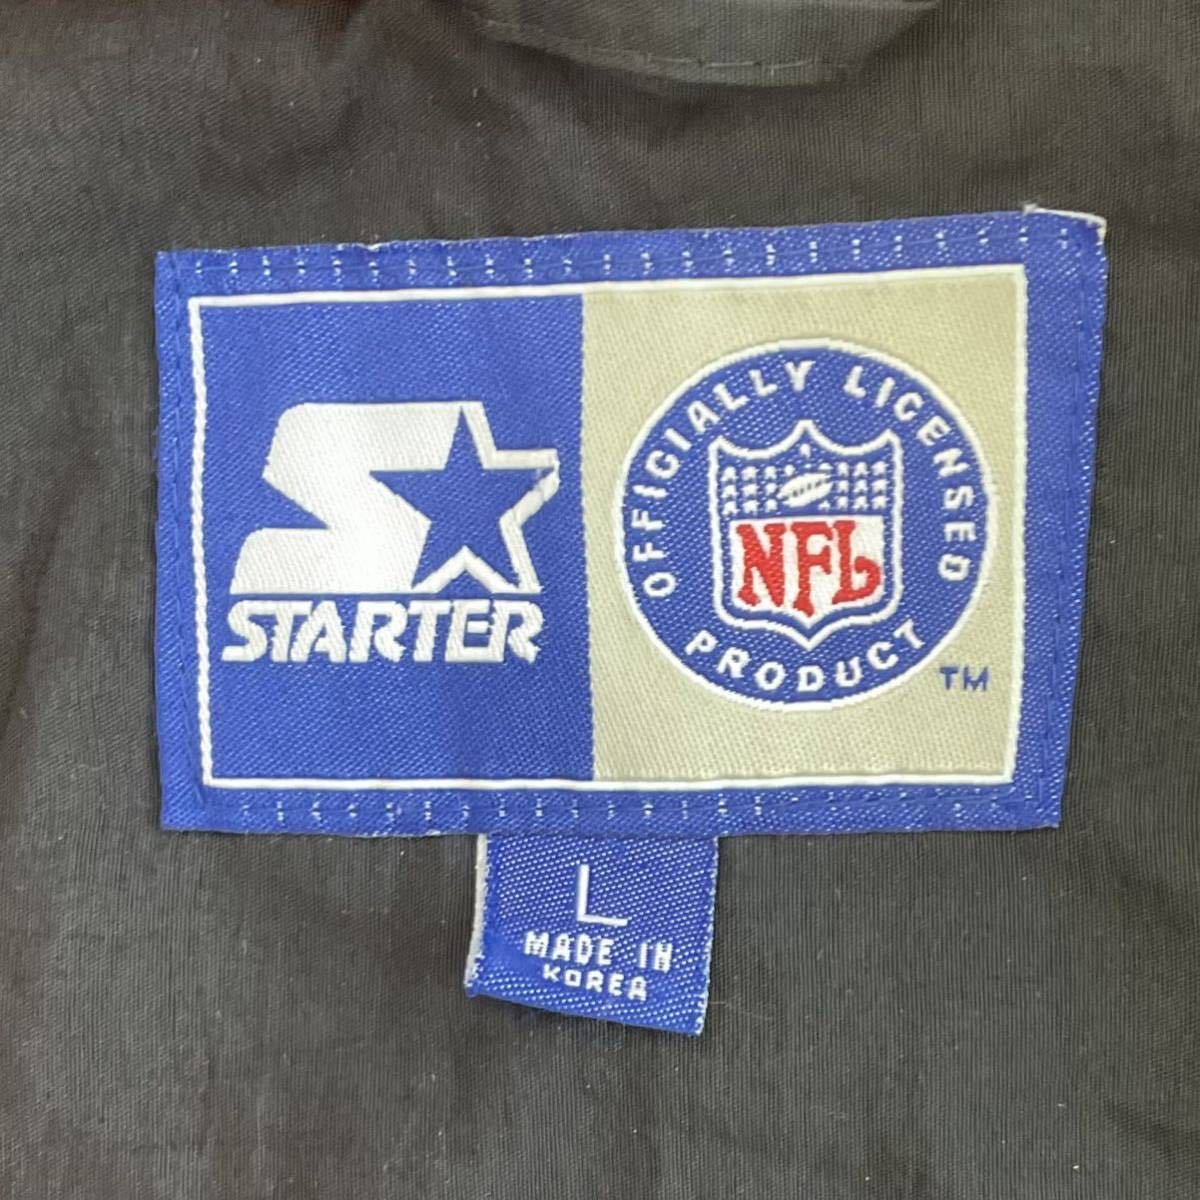 STARTER
OFFICIALLY LICENSED
NFL
PRODUCT
TM
L
MADE IN
KOREA